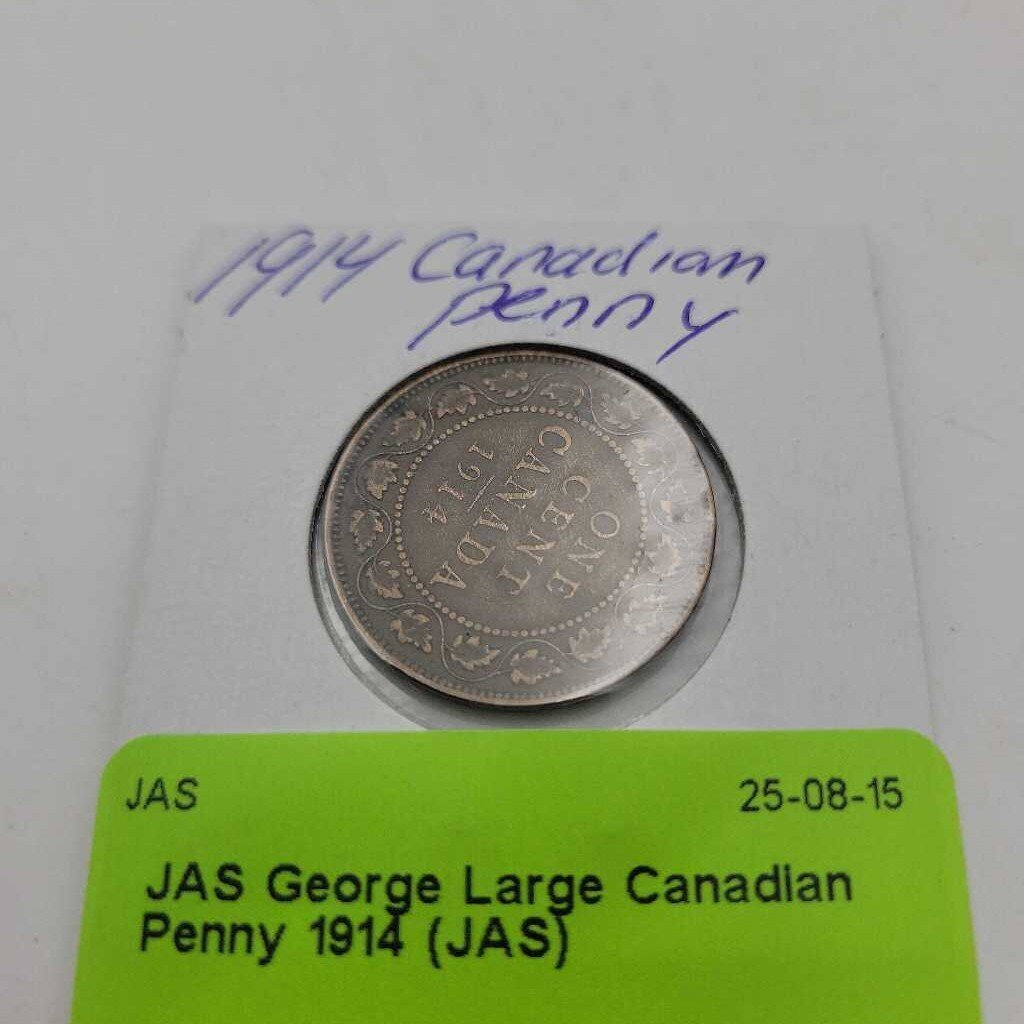 1914 Canadian
penny
ONE
CENT
CANADA
1914
JAS
25-08-15
JAS George Large Canadian
Penny 1914 (JAS)